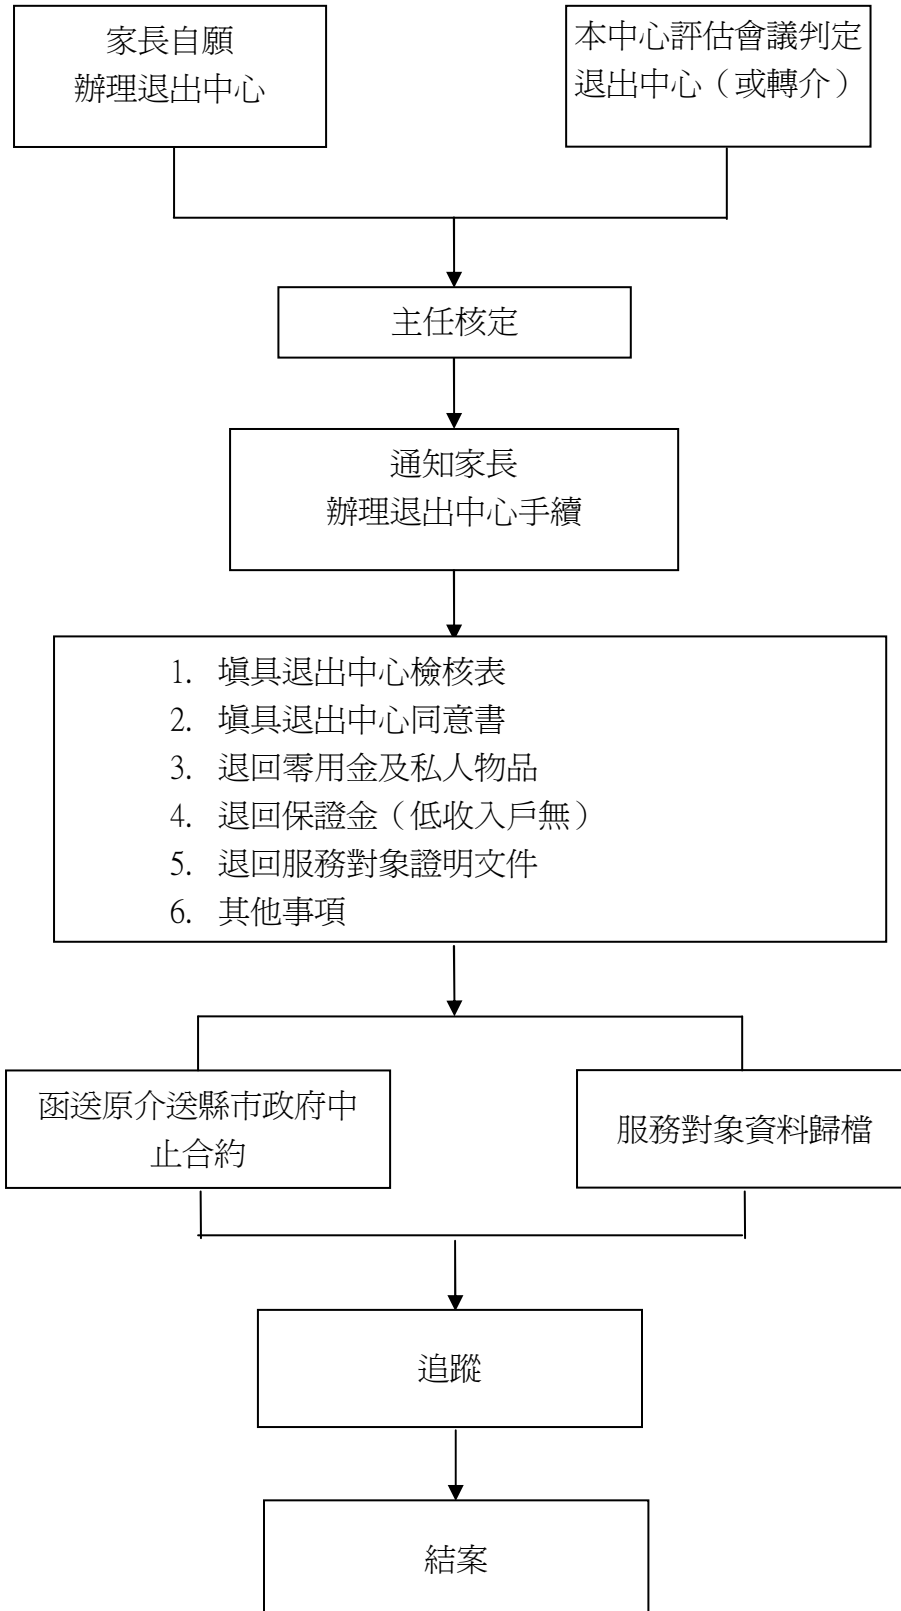 家長自願
辦理退出中心
本中心評估會議判定
退出中心（或轉介）
主任核定
通知家長
辦理退出中心手續
1. 填具退出中心檢核表
2. 填具退出中心同意書
3. 退回零用金及私人物品
4. 退回保證金（低收入戶無）
5. 退回服務對象證明文件
6. 其他事項
函送原介送縣市政府中
止合約
服務對象資料歸檔
追蹤
結案